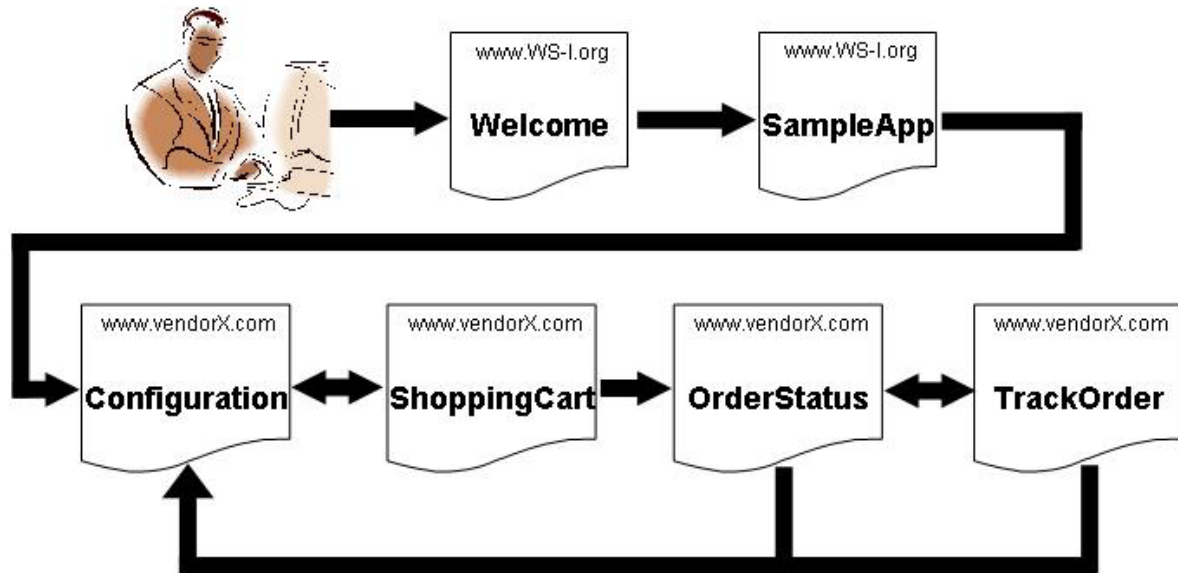 www.WS-I.org
Welcome
www.WS-I.org
SampleApp
www.vendorX.com
Configuration
www.vendorX.com
ShoppingCart
www.vendorX.com
OrderStatus
www.vendorX.com
TrackOrder